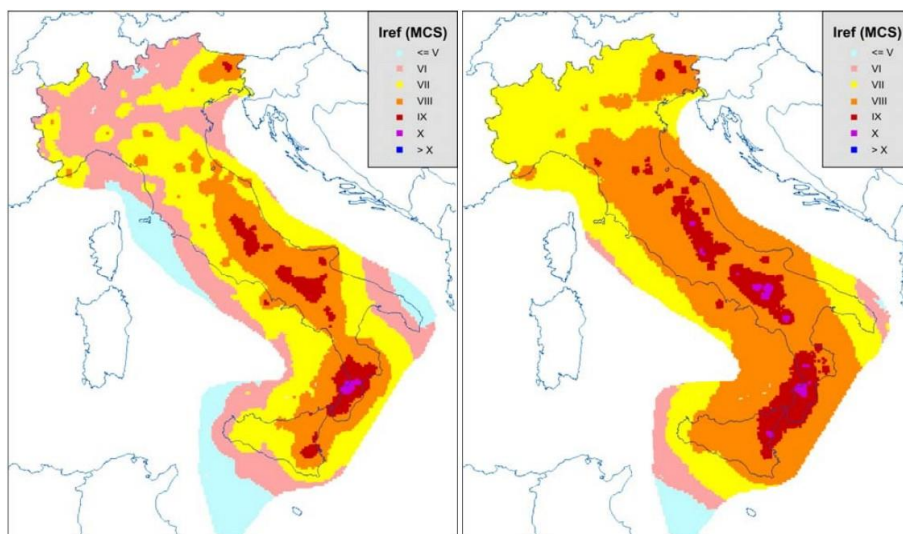 Iref (MCS)
<= V
VI
VII
VIII
IX
X
> X
Iref (MCS)
<= V
VI
VII
VIII
IX
X
> X